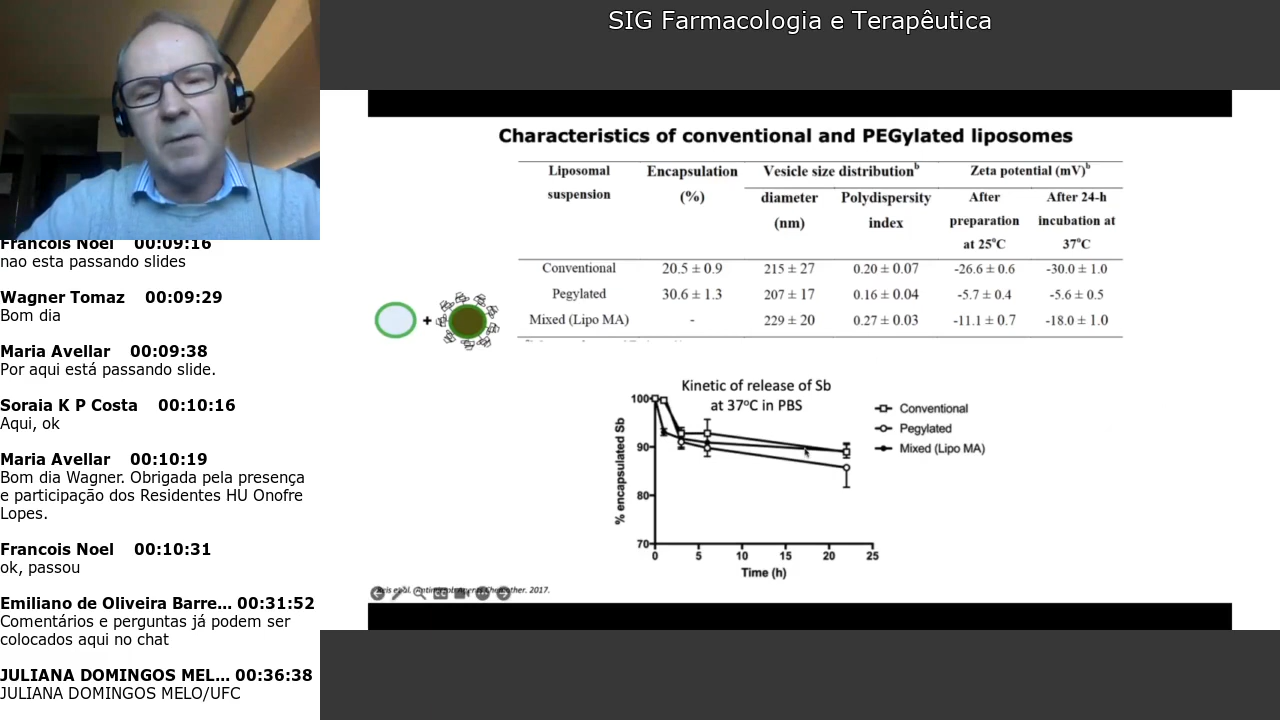 SIG Farmacologia e Terapêutica
Characteristics of conventional and PEGylated liposomes
Liposomal suspension Encapsulation (%) Vesicle size distributionb Zeta potential (mV)b
diameter (nm) Polydispersity index After preparation at 25oC After 24-h incubation at 37oC
Conventional 20.5 ± 0.9 215 ± 27 0.20 ± 0.07 -26.6 ± 0.6 -30.0 ± 1.0
Pegylated 30.6 ± 1.3 207 ± 17 0.16 ± 0.04 -5.7 ± 0.4 -5.6 ± 0.5
Mixed (Lipo MA) - 229 ± 20 0.27 ± 0.03 -11.1 ± 0.7 -18.0 ± 1.0
+
Kinetic of release of Sb
at 37oC in PBS
% encapsulated Sb
100
90
80
70
0 5 10 15 20 25
Time (h)
Conventional
Pegylated
Mixed (Lipo MA)
et al. 2017.
Francois Noel 00:09:16
nao esta passando slides
Wagner Tomaz 00:09:29
Bom dia
Maria Avellar 00:09:38
Por aqui está passando slide.
Soraia K P Costa 00:10:16
Aqui, ok
Maria Avellar 00:10:19
Bom dia Wagner. Obrigada pela presença
e participação dos Residentes HU Onofre
Lopes.
Francois Noel 00:10:31
ok, passou
Emiliano de Oliveira Barre... 00:31:52
Comentários e perguntas já podem ser
colocados aqui no chat
JULIANA DOMINGOS MEL... 00:36:38
JULIANA DOMINGOS MELO/UFC